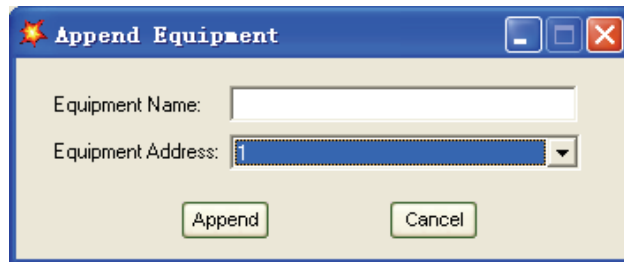 Append Equipment
Equipment Name:
Equipment Address: 1
Append Cancel